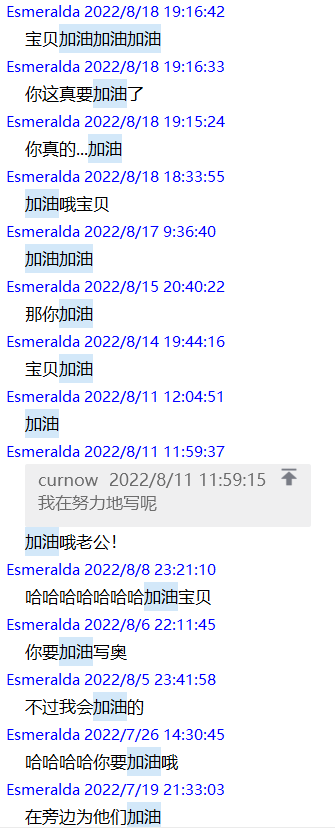 Esmeralda 2022/8/18 19:16:42
宝贝加油加油加油
Esmeralda 2022/8/18 19:16:33
你这真要加油了
Esmeralda 2022/8/18 19:15:24
你真的...加油
Esmeralda 2022/8/18 18:33:55
加油哦宝贝
Esmeralda 2022/8/17 9:36:40
加油加油
Esmeralda 2022/8/15 20:40:22
那你加油
Esmeralda 2022/8/14 19:44:16
宝贝加油
Esmeralda 2022/8/11 12:04:51
加油
Esmeralda 2022/8/11 11:59:37
curnow 2022/8/11 11:59:15
我在努力地写呢
加油哦老公！
Esmeralda 2022/8/8 23:21:10
哈哈哈哈哈哈哈加油宝贝
Esmeralda 2022/8/6 22:11:45
你要加油写奥
Esmeralda 2022/8/5 23:41:58
不过我会加油的
Esmeralda 2022/7/26 14:30:45
哈哈哈哈你要加油哦
Esmeralda 2022/7/19 21:33:03
在旁边为他们加油